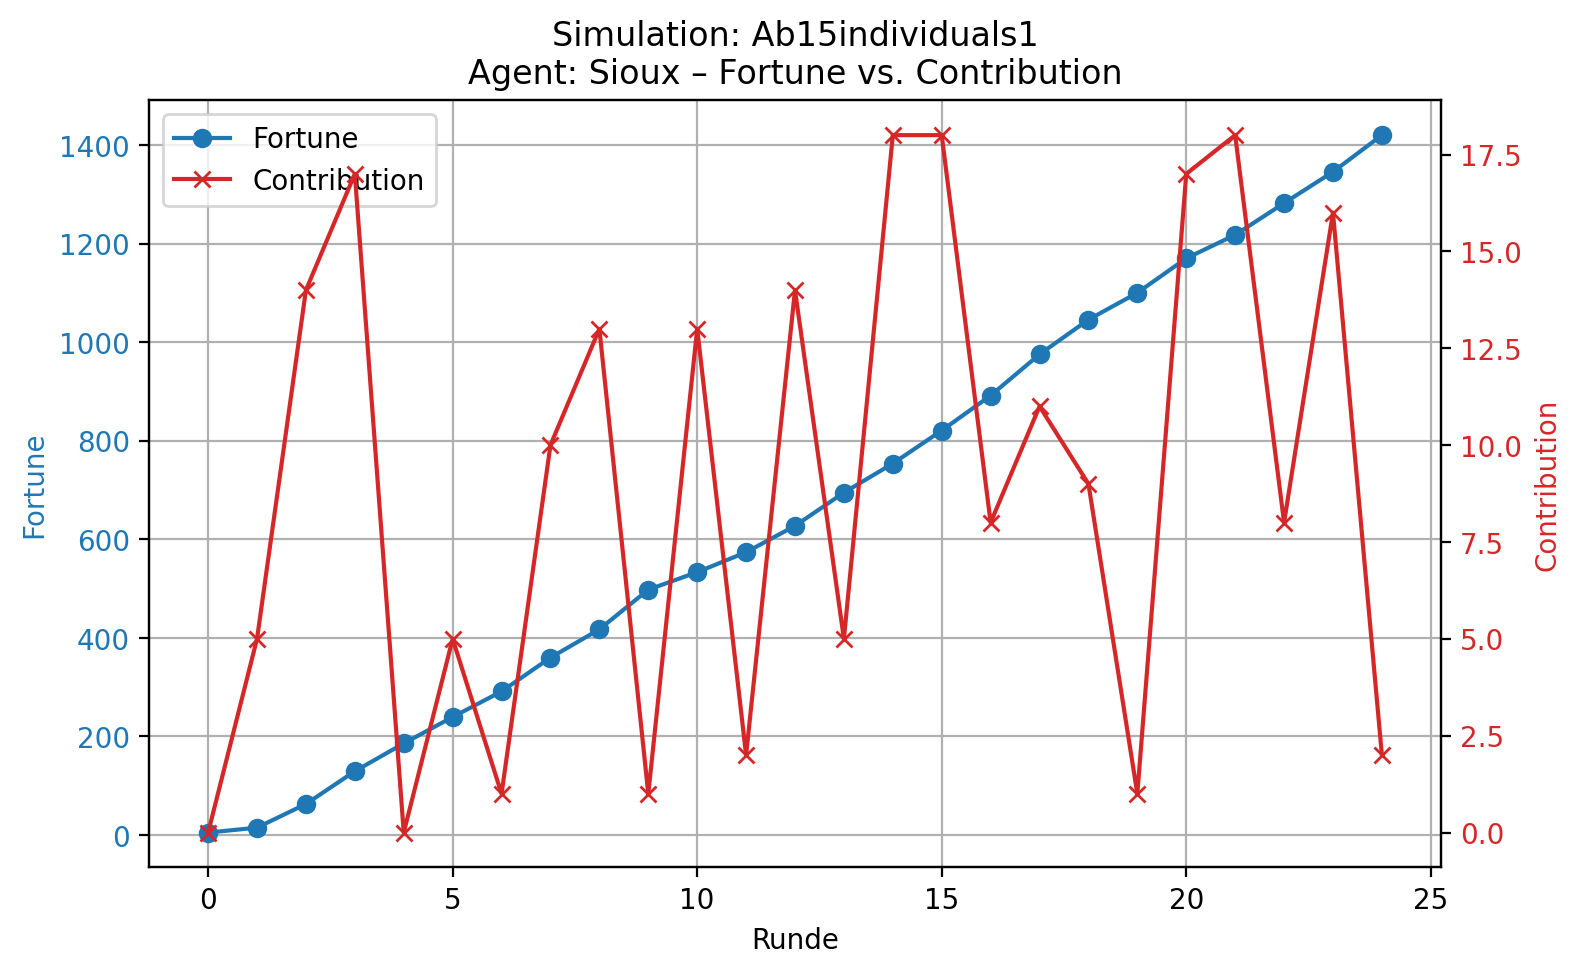 Simulation: Ab15individuals1
Agent: Sioux – Fortune vs. Contribution
Fortune
Contribution
1400
1200
1000
800
600
400
200
0
Fortune
17.5
15.0
12.5
10.0
7.5
5.0
2.5
0.0
Contribution
0 5 10 15 20 25
Runde